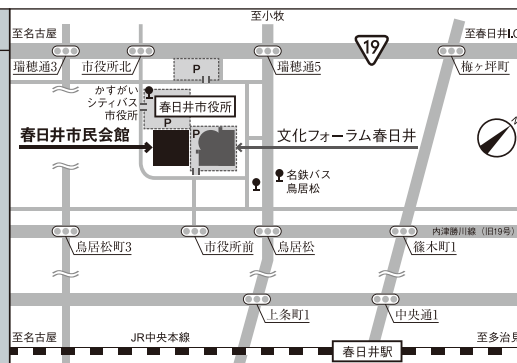 至小牧
至名古屋
19
至春日井I.C
瑞穂通3
市役所北
瑞穂通5
梅ヶ坪町
P
かすがい
シティバス
市役所
春日井市役所
P
春日井市民会館
P
文化フォーラム春日井
名鉄バス
鳥居松
内津勝川線（旧19号）
鳥居松町3
市役所前
鳥居松
篠木町1
上条町1
中央通1
至名古屋
JR中央本線
春日井駅
至多治見